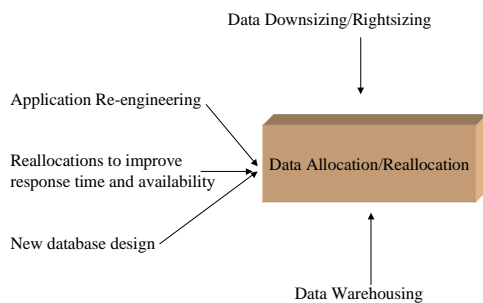 Data Downsizing/Rightsizing
Application Re-engineering
Reallocations to improve
response time and availability
Data Allocation/Reallocation
New database design
Data Warehousing